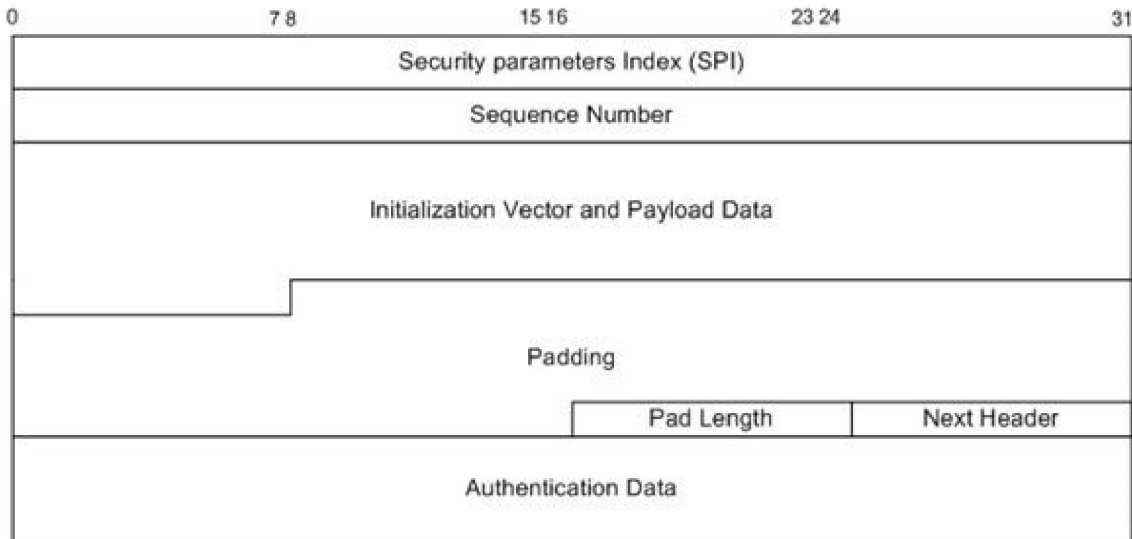 0 7 8 15 16 23 24 31
Security parameters Index (SPI)
Sequence Number
Initialization Vector and Payload Data
Padding
Pad Length Next Header
Authentication Data